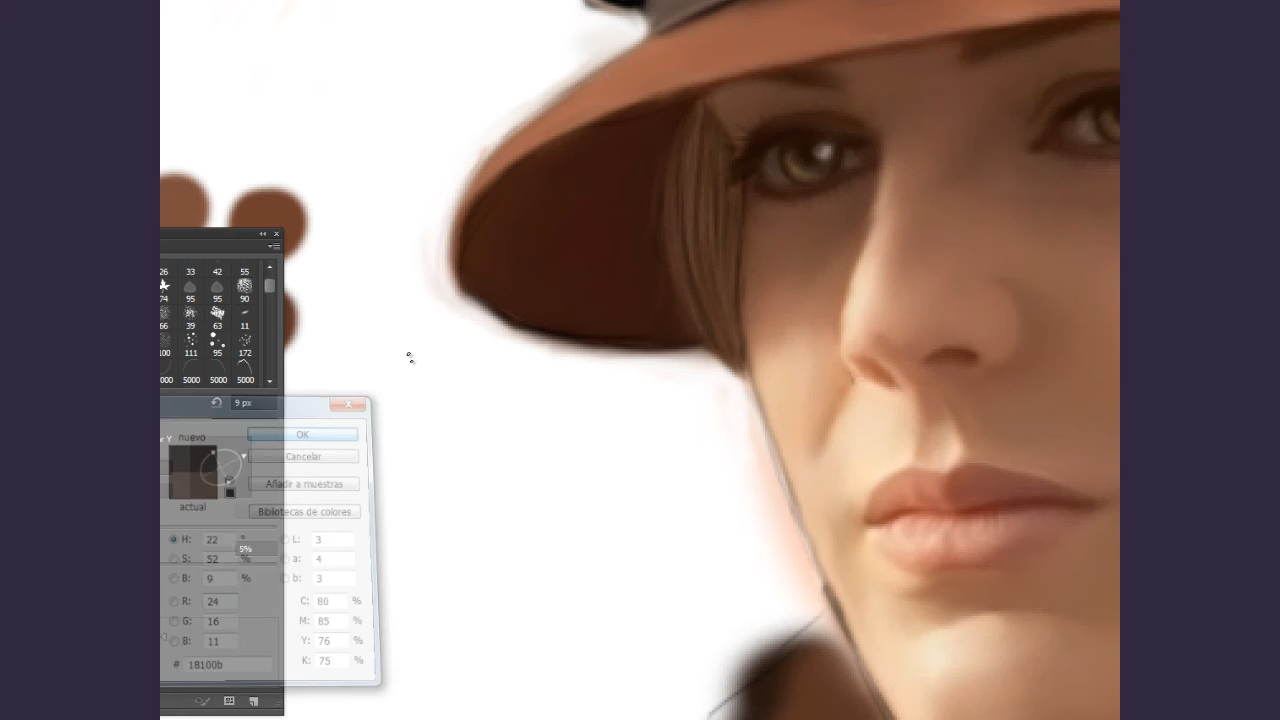 26 33 42 55
74 95 95 90
66 39 63 11
100 111 95 172
000 5000 5000 5000
9 px
nuevo
OK
Cancelar
Añadir a muestras
actual
Bibliotecas de colores
H: 22 °
L: 3
5%
S: 52 %
a: 4
B: 9 %
b: 3
R: 24
C: 80 %
G: 16
M: 85 %
B: 11
Y: 76 %
# 18100b
K: 75 %